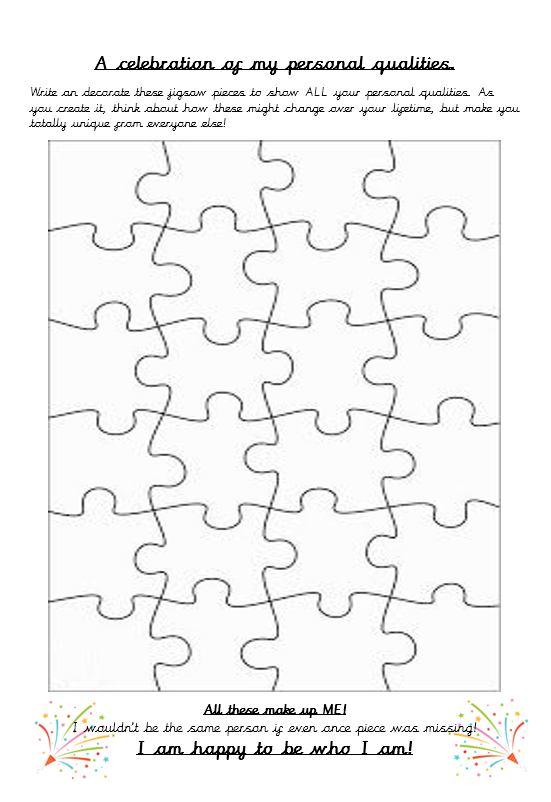 A celebration of my personal qualities.
Write an decorate these jigsaw pieces to show ALL your personal qualities. As
you create it, think about how these might change over your lifetime, but make you
totally unique from everyone else!
All these make up ME!
I wouldn't be the same person if even once piece was missing!
I am happy to be who I am!